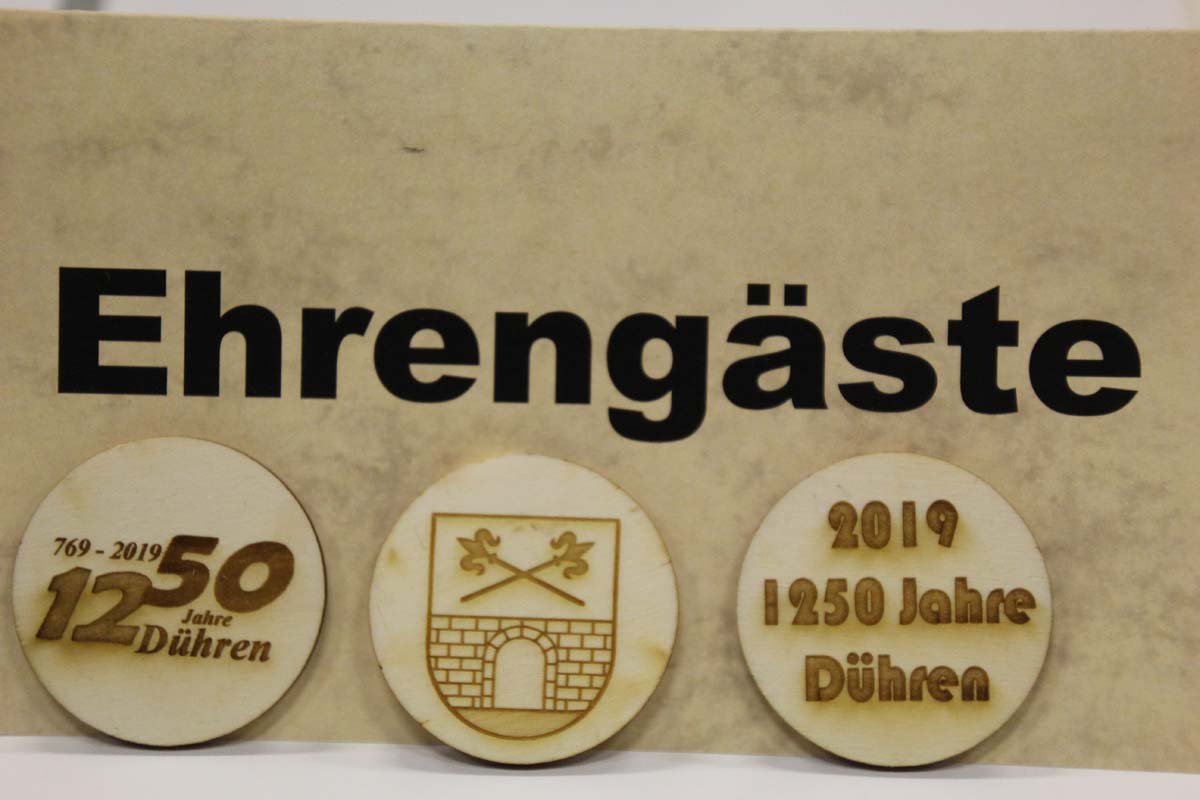 Ehrengäste
769 - 2019
1250
Jahre
Dühren
2019
1250 Jahre
Dühren